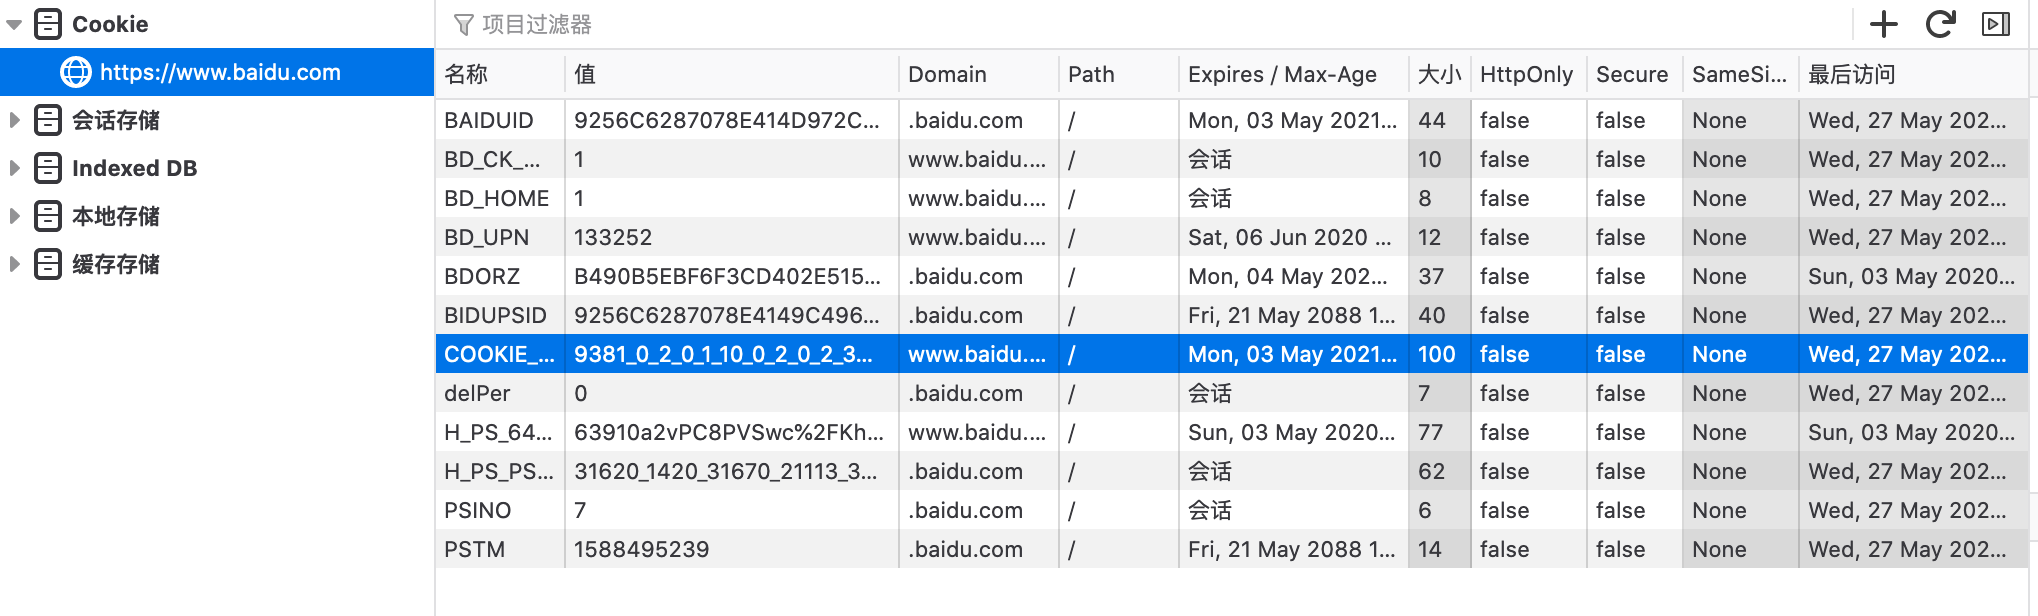 Cookie
https://www.baidu.com
会话存储
Indexed DB
本地存储
缓存存储
项目过滤器
名称 值 Domain Path Expires / Max-Age 大小 HttpOnly Secure SameSi... 最后访问
BAIDUID 9256C6287078E414D972C... .baidu.com / Mon, 03 May 2021... 44 false false None Wed, 27 May 202...
BD_CK_... 1 www.baidu.... / 会话 10 false false None Wed, 27 May 202...
BD_HOME 1 www.baidu.... / 会话 8 false false None Wed, 27 May 202...
BD_UPN 133252 www.baidu.... / Sat, 06 Jun 2020 ... 12 false false None Wed, 27 May 202...
BDORZ B490B5EBF6F3CD402E515... .baidu.com / Mon, 04 May 202... 37 false false None Sun, 03 May 2020...
BIDUPSID 9256C6287078E4149C496... .baidu.com / Fri, 21 May 2088 1... 40 false false None Wed, 27 May 202...
COOKIE_... 9381_0_2_0_1_10_0_2_0_2_3... www.baidu.... / Mon, 03 May 2021... 100 false false None Wed, 27 May 202...
delPer 0 .baidu.com / 会话 7 false false None Wed, 27 May 202...
H_PS_64... 63910a2vPC8PVSwc%2FKh... www.baidu.... / Sun, 03 May 2020... 77 false false None Sun, 03 May 2020...
H_PS_PS... 31620_1420_31670_21113_3... .baidu.com / 会话 62 false false None Wed, 27 May 202...
PSINO 7 .baidu.com / 会话 6 false false None Wed, 27 May 202...
PSTM 1588495239 .baidu.com / Fri, 21 May 2088 1... 14 false false None Wed, 27 May 202...